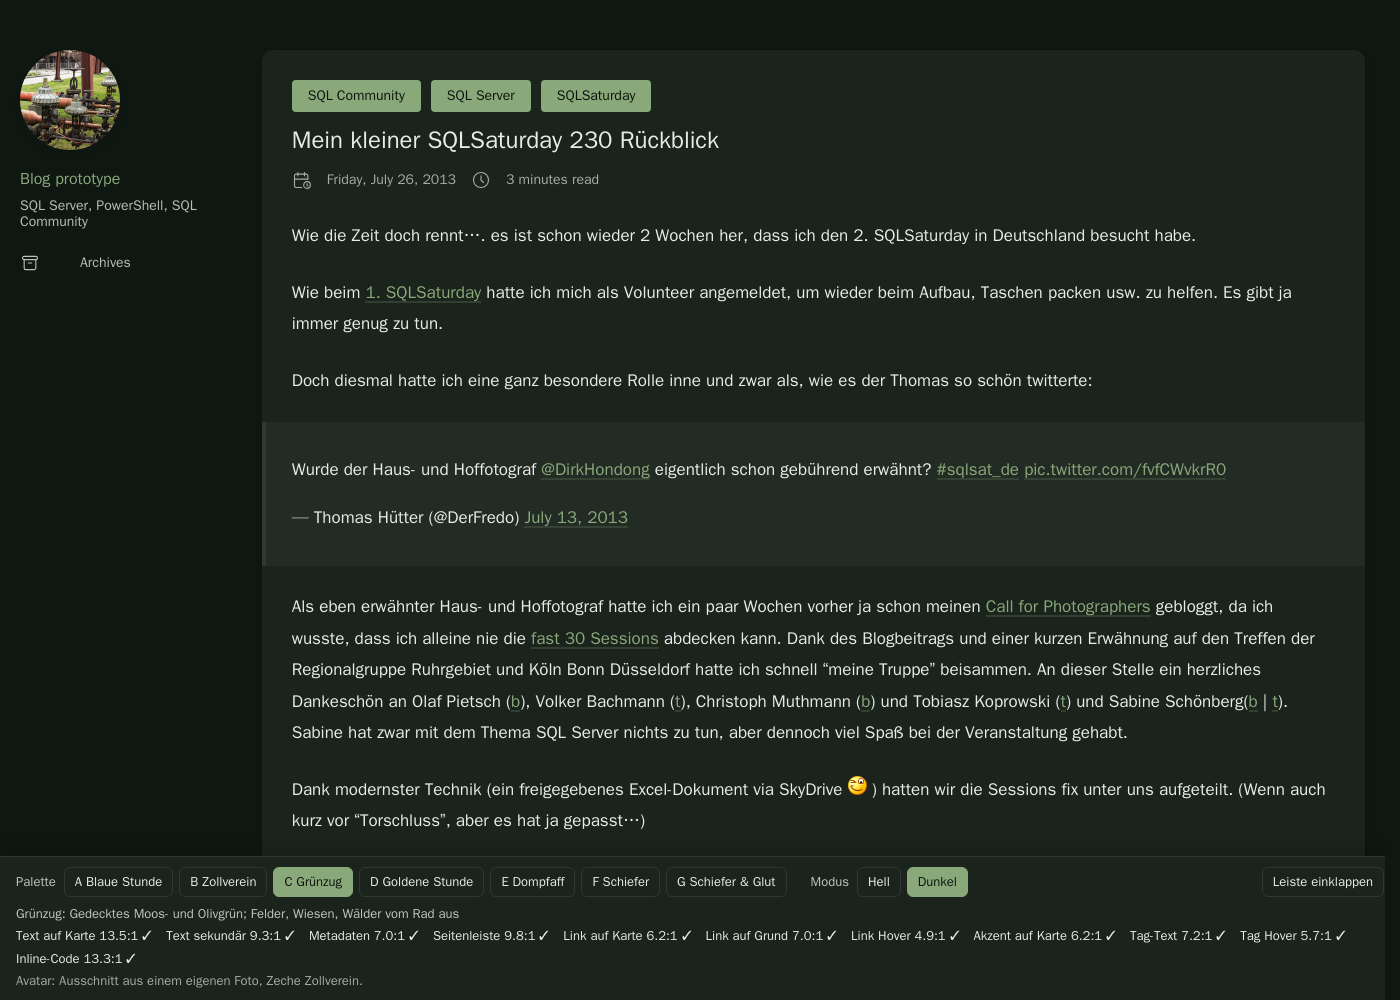 Blog prototype
SQL Server, PowerShell, SQL
Community
Archives
SQL Community SQL Server SQLSaturday
Mein kleiner SQLSaturday 230 Rückblick
Friday, July 26, 2013 3 minutes read
Wie die Zeit doch rennt…. es ist schon wieder 2 Wochen her, dass ich den 2. SQLSaturday in Deutschland besucht habe.
Wie beim 1. SQLSaturday hatte ich mich als Volunteer angemeldet, um wieder beim Aufbau, Taschen packen usw. zu helfen. Es gibt ja
immer genug zu tun.
Doch diesmal hatte ich eine ganz besondere Rolle inne und zwar als, wie es der Thomas so schön twitterte:
Wurde der Haus- und Hoffotograf @DirkHondong eigentlich schon gebührend erwähnt? #sqlsat_de pic.twitter.com/fvfCWvkrR0
— Thomas Hütter (@DerFredo) July 13, 2013
Als eben erwähnter Haus- und Hoffotograf hatte ich ein paar Wochen vorher ja schon meinen Call for Photographers gebloggt, da ich
wusste, dass ich alleine nie die fast 30 Sessions abdecken kann. Dank des Blogbeitrags und einer kurzen Erwähnung auf den Treffen der
Regionalgruppe Ruhrgebiet und Köln Bonn Düsseldorf hatte ich schnell “meine Truppe” beisammen. An dieser Stelle ein herzliches
Dankeschön an Olaf Pietsch (b), Volker Bachmann (t), Christoph Muthmann (b) und Tobiasz Koprowski (t) und Sabine Schönberg(b | t).
Sabine hat zwar mit dem Thema SQL Server nichts zu tun, aber dennoch viel Spaß bei der Veranstaltung gehabt.
Dank modernster Technik (ein freigegebenes Excel-Dokument via SkyDrive 😉 ) hatten wir die Sessions fix unter uns aufgeteilt. (Wenn auch
kurz vor “Torschluss”, aber es hat ja gepasst…)
Palette A Blaue Stunde B Zollverein C Grünzug D Goldene Stunde E Dompfaff F Schiefer G Schiefer & Glut Modus Hell Dunkel Leiste einklappen
Grünzug: Gedecktes Moos- und Olivgrün; Felder, Wiesen, Wälder vom Rad aus
Text auf Karte 13.5:1 ✓ Text sekundär 9.3:1 ✓ Metadaten 7.0:1 ✓ Seitenleiste 9.8:1 ✓ Link auf Karte 6.2:1 ✓ Link auf Grund 7.0:1 ✓ Link Hover 4.9:1 ✓ Akzent auf Karte 6.2:1 ✓ Tag-Text 7.2:1 ✓ Tag Hover 5.7:1 ✓
Inline-Code 13.3:1 ✓
Avatar: Ausschnitt aus einem eigenen Foto, Zeche Zollverein.